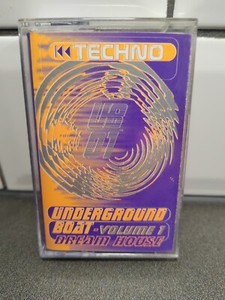 TECHNO
UNDERGROUND
BOAT - VOLUME 1
DREAM HOUSE